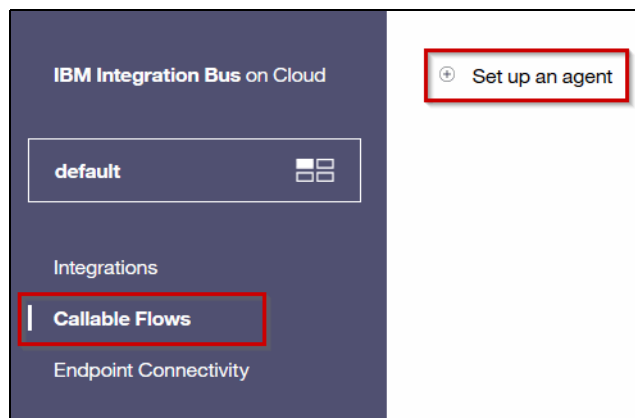 IBM Integration Bus on Cloud
Set up an agent
default
Integrations
Callable Flows
Endpoint Connectivity